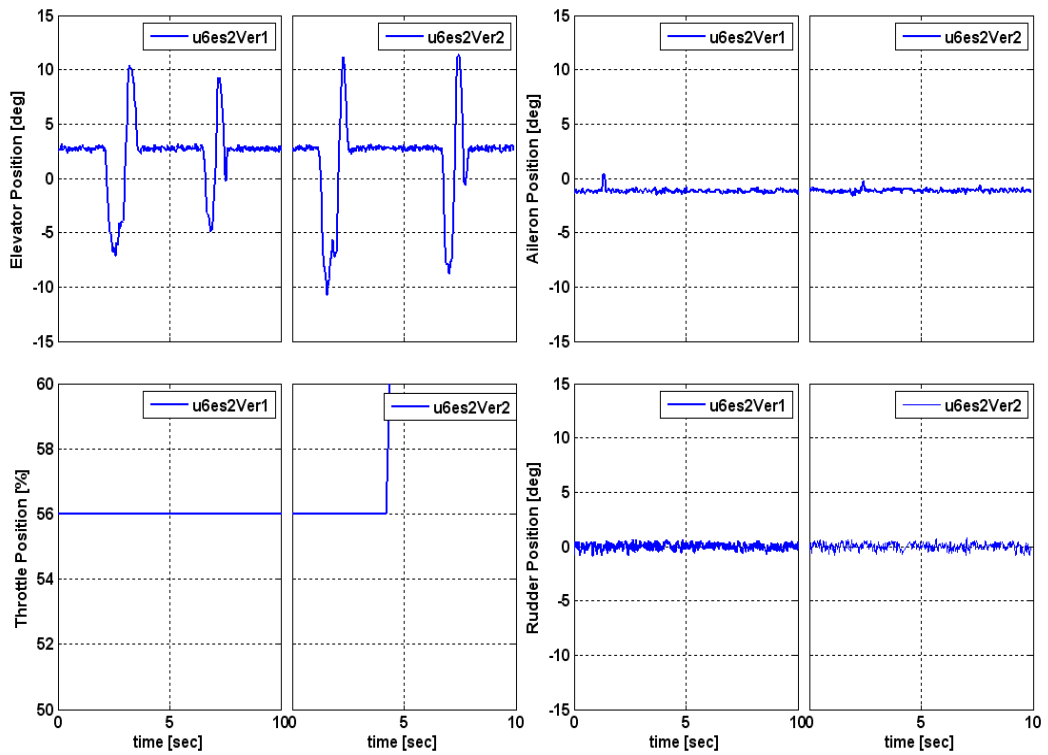 u6es2Ver1
u6es2Ver2
15
10
5
0
-5
-10
-15
Elevator Position [deg]
u6es2Ver1
u6es2Ver2
15
10
5
0
-5
-10
-15
Aileron Position [deg]
u6es2Ver1
u6es2Ver2
60
58
56
54
52
50
Throttle Position [%]
0 5 10 0 5 10
time [sec] time [sec]
u6es2Ver1
u6es2Ver2
15
10
5
0
-5
-10
-15
Rudder Position [deg]
0 5 10 0 5 10
time [sec] time [sec]